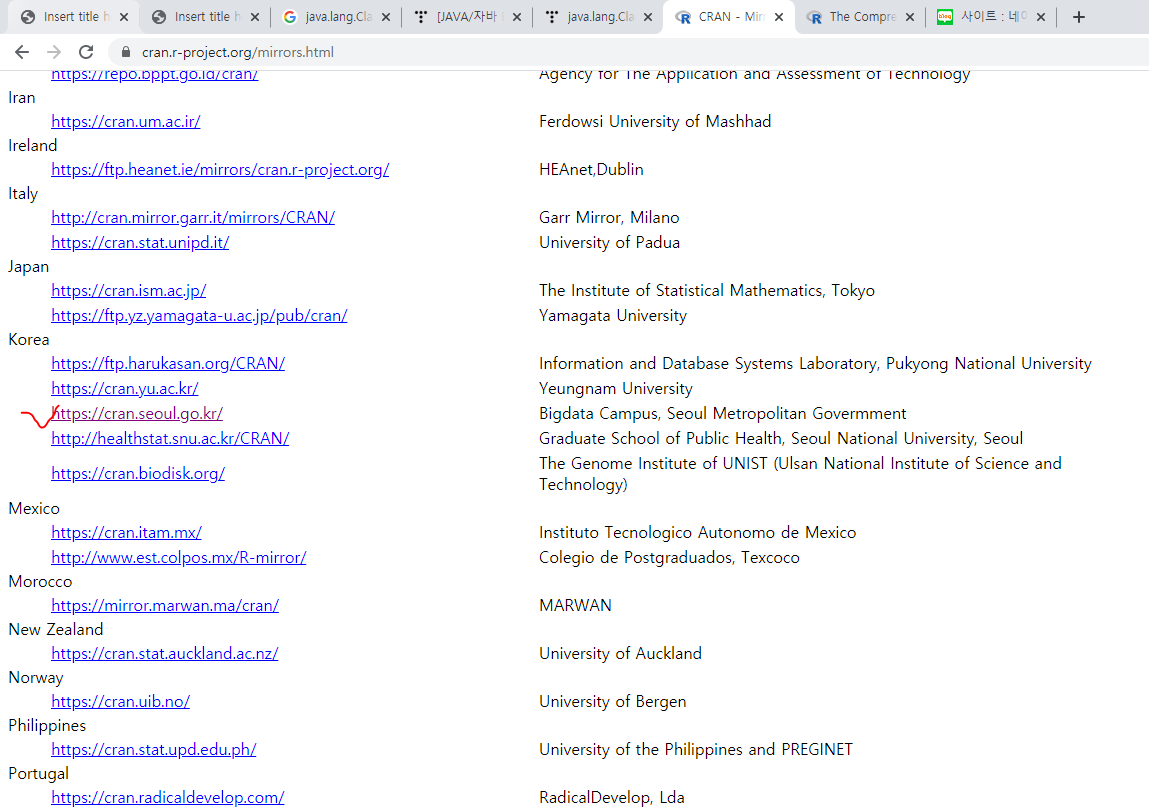 Insert title h
Insert title h
java.lang.Cla
[JAVA/자바
java.lang.Cla
CRAN - Mirr
The Compre
blog 사이트 : 네이
cran.r-project.org/mirrors.html
https://repo.bppt.go.id/cran/ Agency for The Application and Assessment of Technology
Iran
https://cran.um.ac.ir/ Ferdowsi University of Mashhad
Ireland
https://ftp.heanet.ie/mirrors/cran.r-project.org/ HEAnet,Dublin
Italy
http://cran.mirror.garr.it/mirrors/CRAN/ Garr Mirror, Milano
https://cran.stat.unipd.it/ University of Padua
Japan
https://cran.ism.ac.jp/ The Institute of Statistical Mathematics, Tokyo
https://ftp.yz.yamagata-u.ac.jp/pub/cran/ Yamagata University
Korea
https://ftp.harukasan.org/CRAN/ Information and Database Systems Laboratory, Pukyong National University
https://cran.yu.ac.kr/ Yeungnam University
https://cran.seoul.go.kr/ Bigdata Campus, Seoul Metropolitan Govermment
http://healthstat.snu.ac.kr/CRAN/ Graduate School of Public Health, Seoul National University, Seoul
https://cran.biodisk.org/ The Genome Institute of UNIST (Ulsan National Institute of Science and
Technology)
Mexico
https://cran.itam.mx/ Instituto Tecnologico Autonomo de Mexico
http://www.est.colpos.mx/R-mirror/ Colegio de Postgraduados, Texcoco
Morocco
https://mirror.marwan.ma/cran/ MARWAN
New Zealand
https://cran.stat.auckland.ac.nz/ University of Auckland
Norway
https://cran.uib.no/ University of Bergen
Philippines
https://cran.stat.upd.edu.ph/ University of the Philippines and PREGINET
Portugal
https://cran.radicaldevelop.com/ RadicalDevelop, Lda